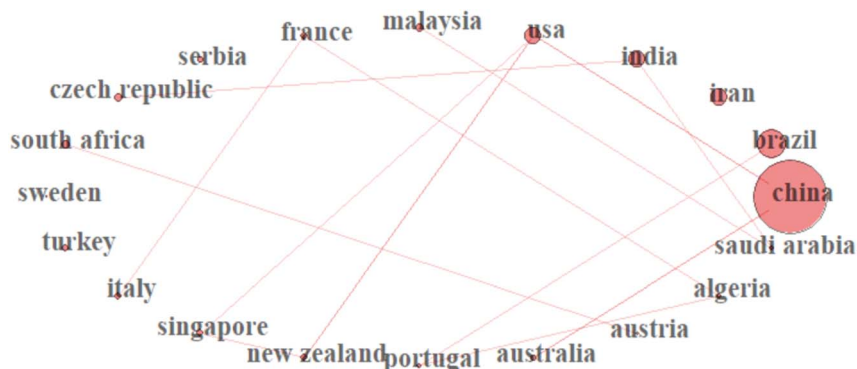 malaysia
france
usa
serbia
india
czech republic
iran
south africa
brazil
sweden
china
turkey
saudi arabia
italy
algeria
singapore
austria
new zealand
portugal
australia